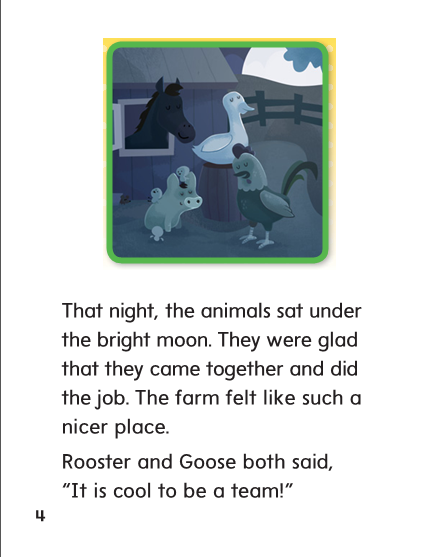 That night, the animals sat under
the bright moon. They were glad
that they came together and did
the job. The farm felt like such a
nicer place.
Rooster and Goose both said,
“It is cool to be a team!”
4